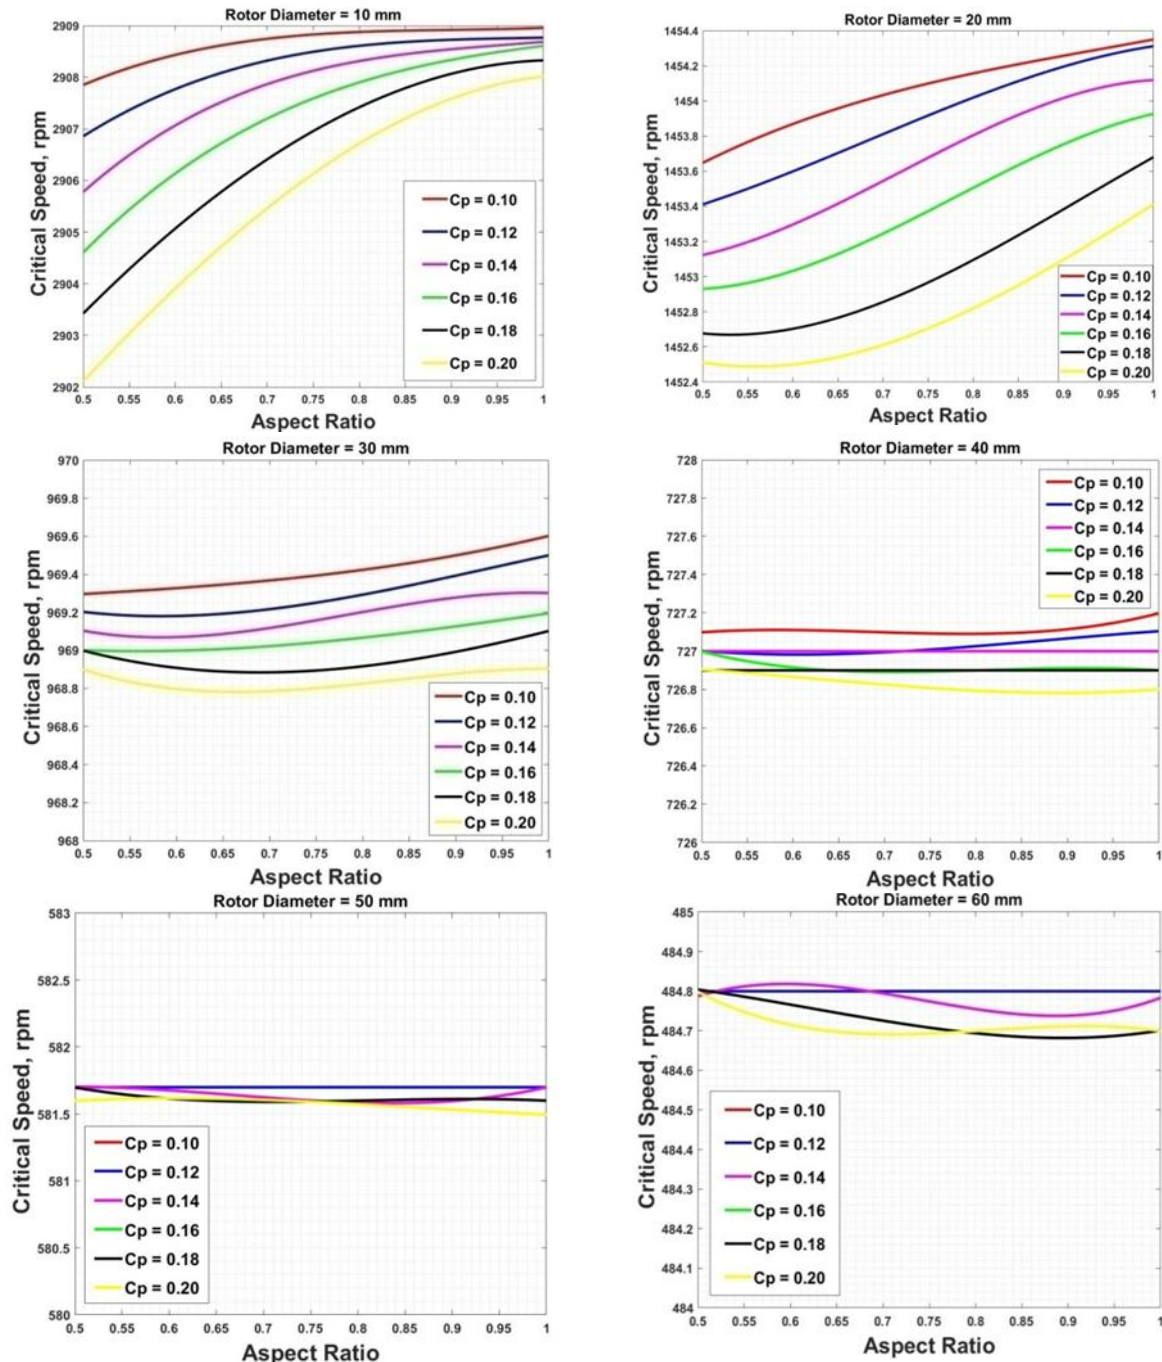 Rotor Diameter = 10 mm
2909
2908
2907
2906
2905
2904
2903
2902
Critical Speed, rpm
Cp = 0.10
Cp = 0.12
Cp = 0.14
Cp = 0.16
Cp = 0.18
Cp = 0.20
0.5 0.55 0.6 0.65 0.7 0.75 0.8 0.85 0.9 0.95 1
Aspect Ratio
Rotor Diameter = 20 mm
1454.4
1454.2
1454
1453.8
1453.6
1453.4
1453.2
1453
1452.8
1452.6
1452.4
Critical Speed, rpm
Cp = 0.10
Cp = 0.12
Cp = 0.14
Cp = 0.16
Cp = 0.18
Cp = 0.20
0.5 0.55 0.6 0.65 0.7 0.75 0.8 0.85 0.9 0.95 1
Aspect Ratio
Rotor Diameter = 30 mm
970
969.8
969.6
969.4
969.2
969
968.8
968.6
968.4
968.2
968
Critical Speed, rpm
Cp = 0.10
Cp = 0.12
Cp = 0.14
Cp = 0.16
Cp = 0.18
Cp = 0.20
0.5 0.55 0.6 0.65 0.7 0.75 0.8 0.85 0.9 0.95 1
Aspect Ratio
Rotor Diameter = 40 mm
728
727.8
727.6
727.4
727.2
727
726.8
726.6
726.4
726.2
726
Critical Speed, rpm
Cp = 0.10
Cp = 0.12
Cp = 0.14
Cp = 0.16
Cp = 0.18
Cp = 0.20
0.5 0.55 0.6 0.65 0.7 0.75 0.8 0.85 0.9 0.95 1
Aspect Ratio
Rotor Diameter = 50 mm
583
582.5
582
581.5
581
580.5
580
Critical Speed, rpm
Cp = 0.10
Cp = 0.12
Cp = 0.14
Cp = 0.16
Cp = 0.18
Cp = 0.20
0.5 0.55 0.6 0.65 0.7 0.75 0.8 0.85 0.9 0.95 1
Aspect Ratio
Rotor Diameter = 60 mm
485
484.9
484.8
484.7
484.6
484.5
484.4
484.3
484.2
484.1
484
Critical Speed, rpm
Cp = 0.10
Cp = 0.12
Cp = 0.14
Cp = 0.16
Cp = 0.18
Cp = 0.20
0.5 0.55 0.6 0.65 0.7 0.75 0.8 0.85 0.9 0.95 1
Aspect Ratio